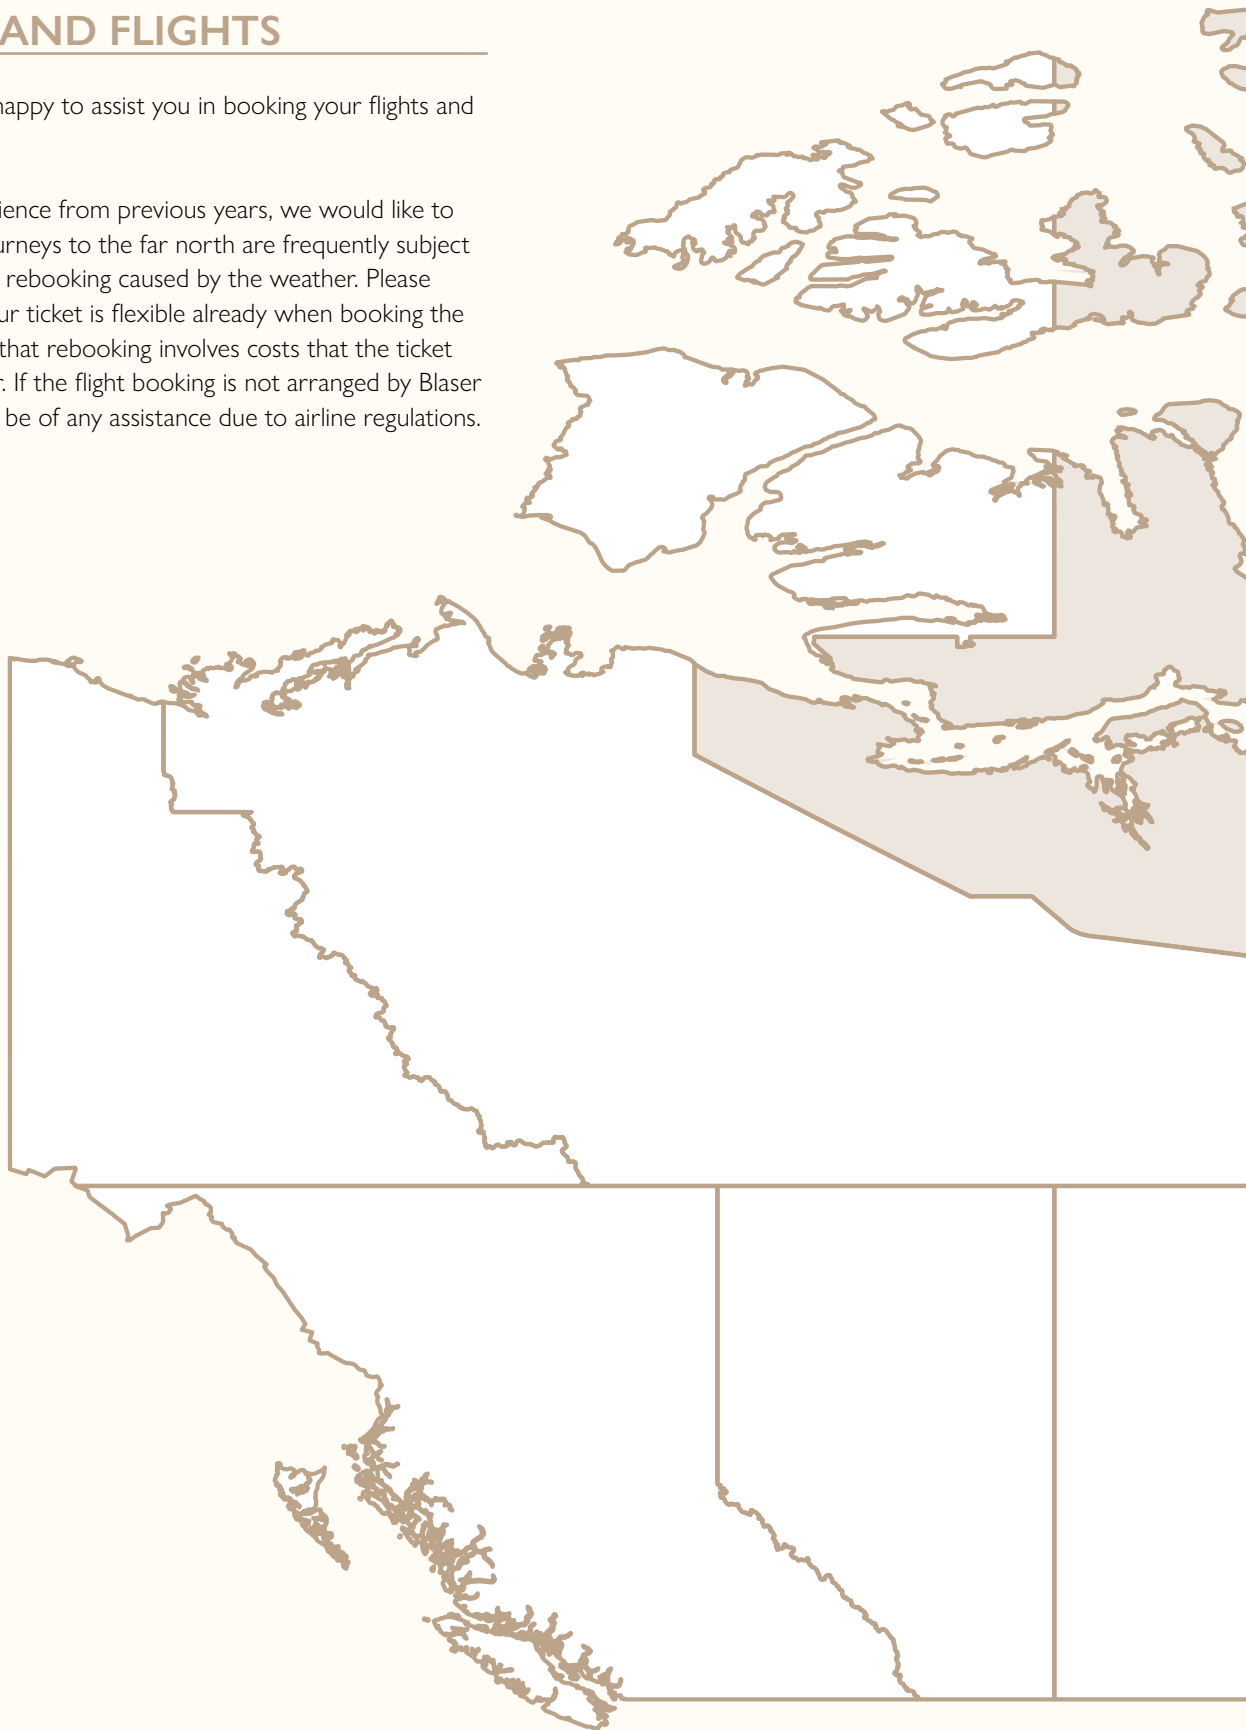 AND FLIGHTS
happy to assist you in booking your flights and
ience from previous years, we would like to
urneys to the far north are frequently subject
rebooking caused by the weather. Please
ur ticket is flexible already when booking the
that rebooking involves costs that the ticket
r. If the flight booking is not arranged by Blaser
be of any assistance due to airline regulations.